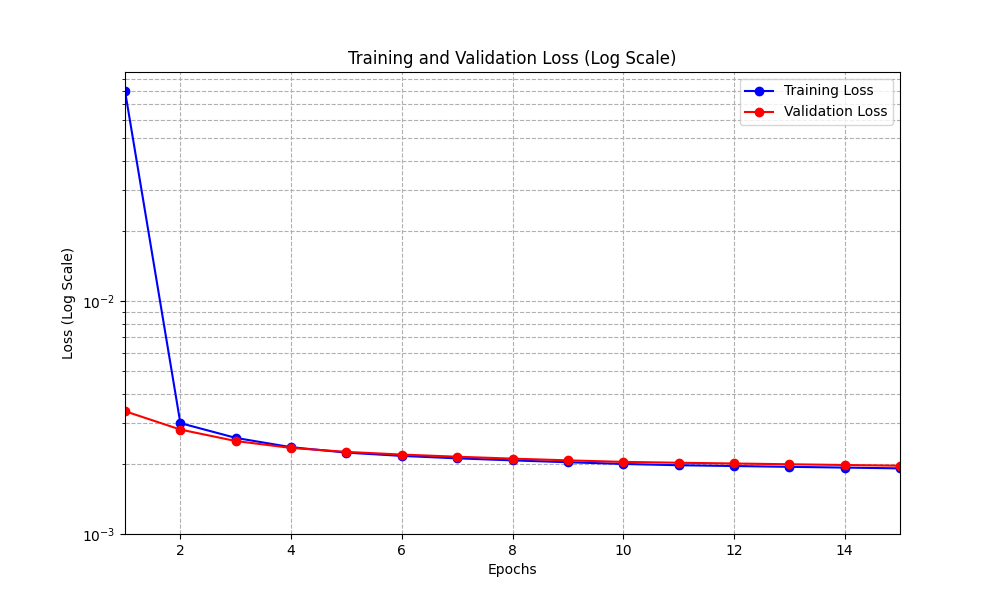 Training and Validation Loss (Log Scale)
Training Loss
Validation Loss
Loss (Log Scale)
10⁻²
10⁻³
2 4 6 8 10 12 14
Epochs